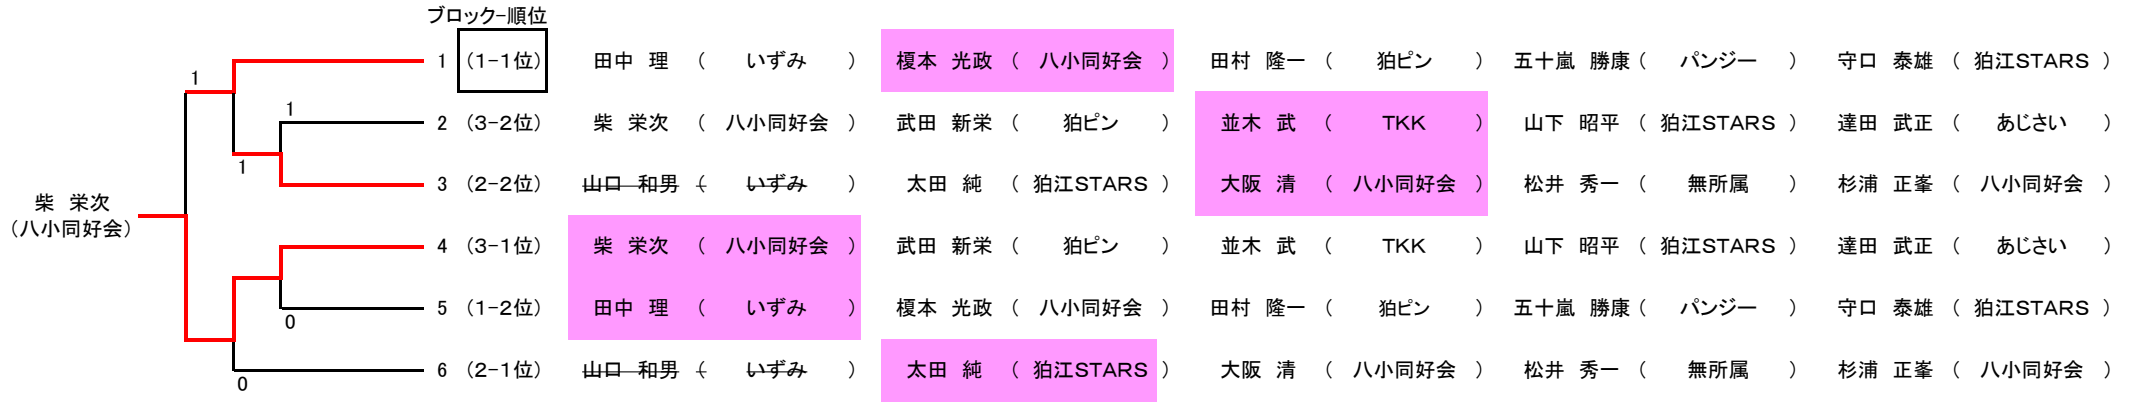 ブロック-順位
1 (1-1位) 田中 理 ( いずみ ) 榎本 光政 ( 八小同好会 ) 田村 隆一 ( 狛ピン ) 五十嵐 勝康 ( パンジー ) 守口 泰雄 ( 狛江STARS )
1
1
2 (3-2位) 柴 栄次 ( 八小同好会 ) 武田 新栄 ( 狛ピン ) 並木 武 ( TKK ) 山下 昭平 ( 狛江STARS ) 達田 武正 ( あじさい )
1
3 (2-2位) 山口 和男 ( いずみ ) 太田 純 ( 狛江STARS ) 大阪 清 ( 八小同好会 ) 松井 秀一 ( 無所属 ) 杉浦 正峯 ( 八小同好会 )
柴 栄次
(八小同好会)
4 (3-1位) 柴 栄次 ( 八小同好会 ) 武田 新栄 ( 狛ピン ) 並木 武 ( TKK ) 山下 昭平 ( 狛江STARS ) 達田 武正 ( あじさい )
5 (1-2位) 田中 理 ( いずみ ) 榎本 光政 ( 八小同好会 ) 田村 隆一 ( 狛ピン ) 五十嵐 勝康 ( パンジー ) 守口 泰雄 ( 狛江STARS )
0
6 (2-1位) 山口 和男 ( いずみ ) 太田 純 ( 狛江STARS ) 大阪 清 ( 八小同好会 ) 松井 秀一 ( 無所属 ) 杉浦 正峯 ( 八小同好会 )
0